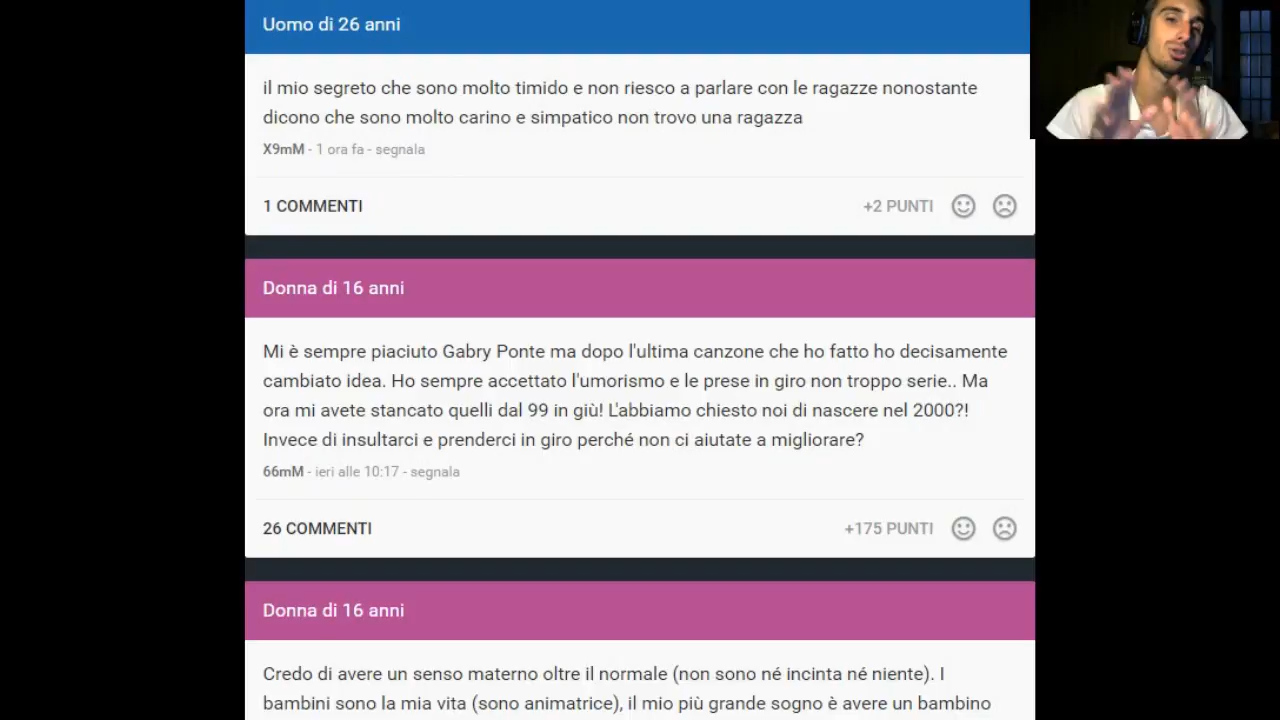 Uomo di 26 anni
il mio segreto che sono molto timido e non riesco a parlare con le ragazze nonostante
dicono che sono molto carino e simpatico non trovo una ragazza
X9mM - 1 ora fa - segnala
1 COMMENTI
+2 PUNTI
Donna di 16 anni
Mi è sempre piaciuto Gabry Ponte ma dopo l'ultima canzone che ho fatto ho decisamente
cambiato idea. Ho sempre accettato l'umorismo e le prese in giro non troppo serie.. Ma
ora mi avete stancato quelli dal 99 in giù! L'abbiamo chiesto noi di nascere nel 2000?!
Invece di insultarci e prenderci in giro perché non ci aiutate a migliorare?
66mM - ieri alle 10:17 - segnala
26 COMMENTI
+175 PUNTI
Donna di 16 anni
Credo di avere un senso materno oltre il normale (non sono né incinta né niente). I
bambini sono la mia vita (sono animatrice), il mio più grande sogno è avere un bambino